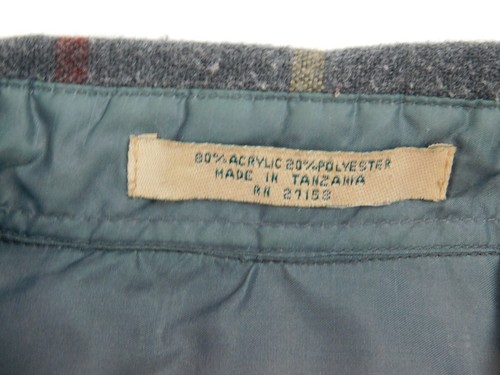 80% ACRYLIC 20% POLYESTER
MADE IN TANZANIA
RN 27158